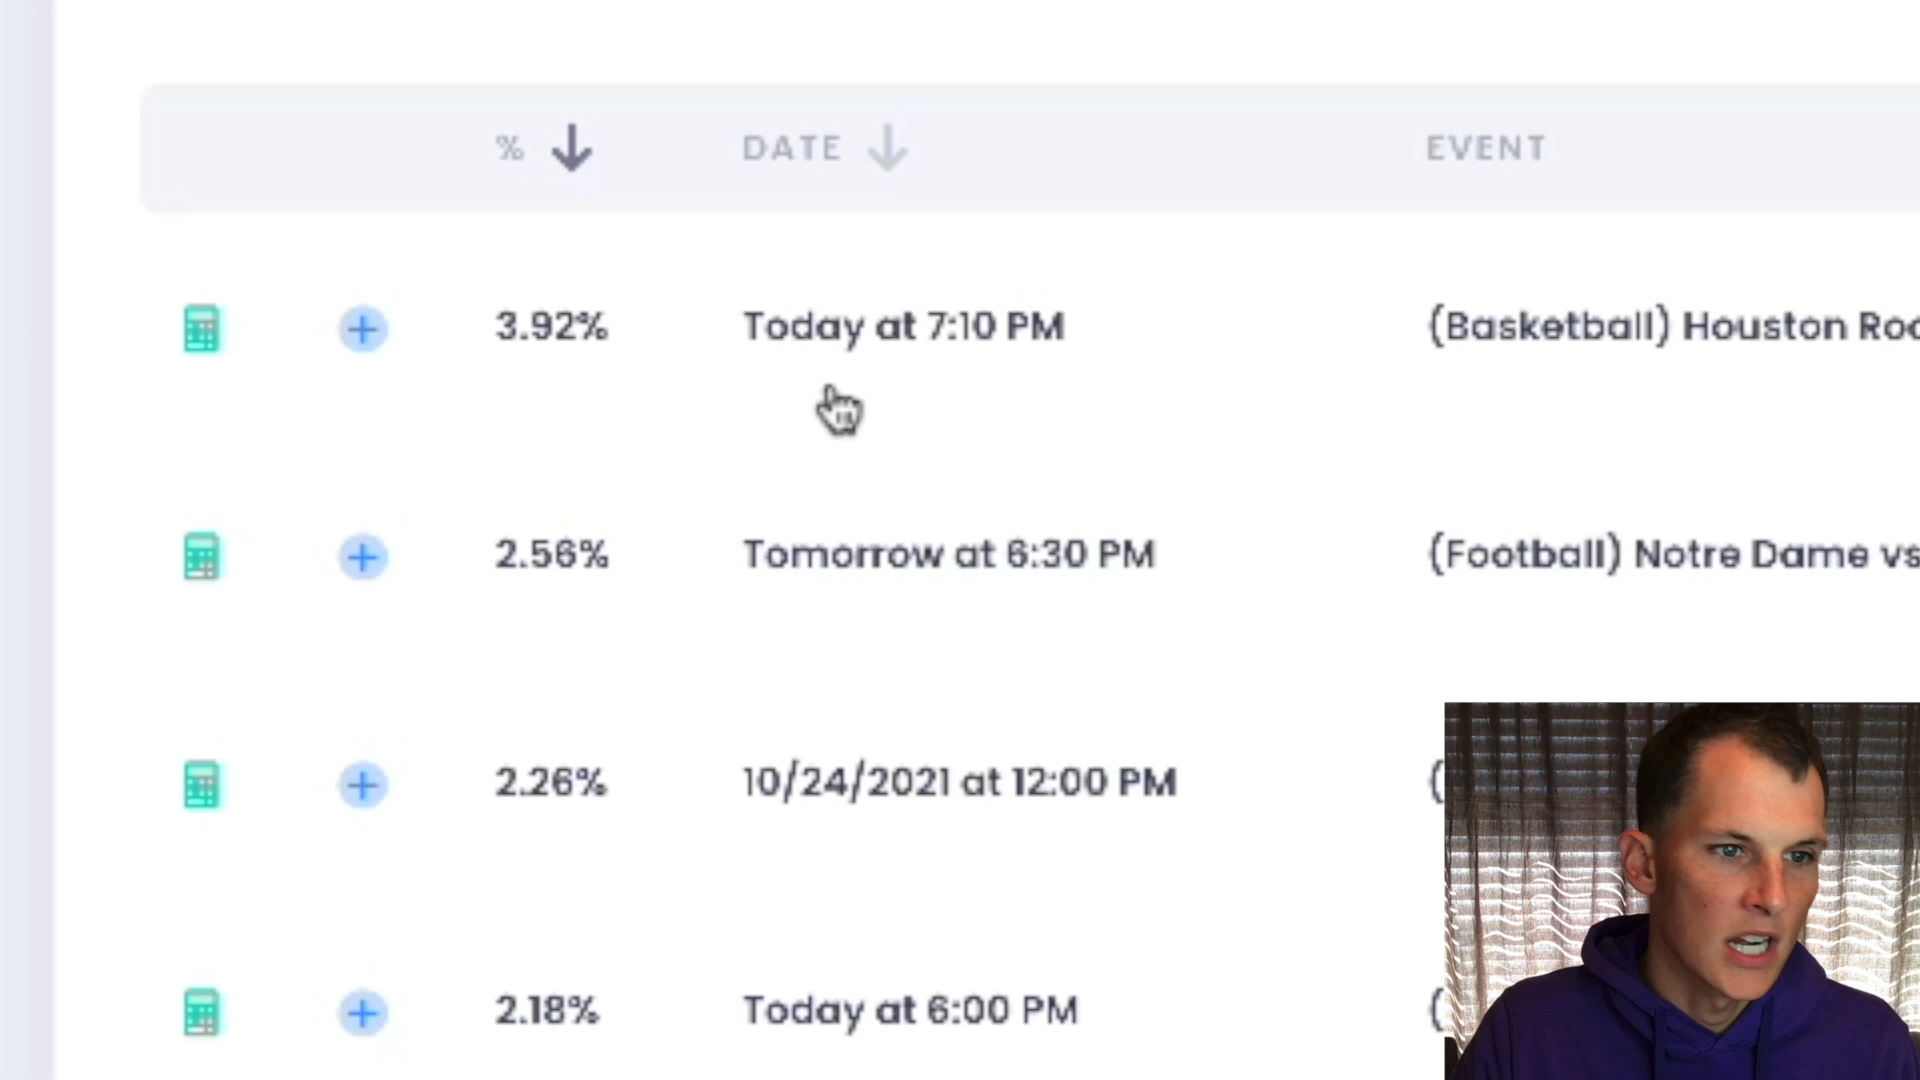 % DATE EVENT
3.92% Today at 7:10 PM (Basketball) Houston
2.56% Tomorrow at 6:30 PM (Football) Notre Dame vs
2.26% 10/24/2021 at 12:00 PM (
2.18% Today at 6:00 PM (